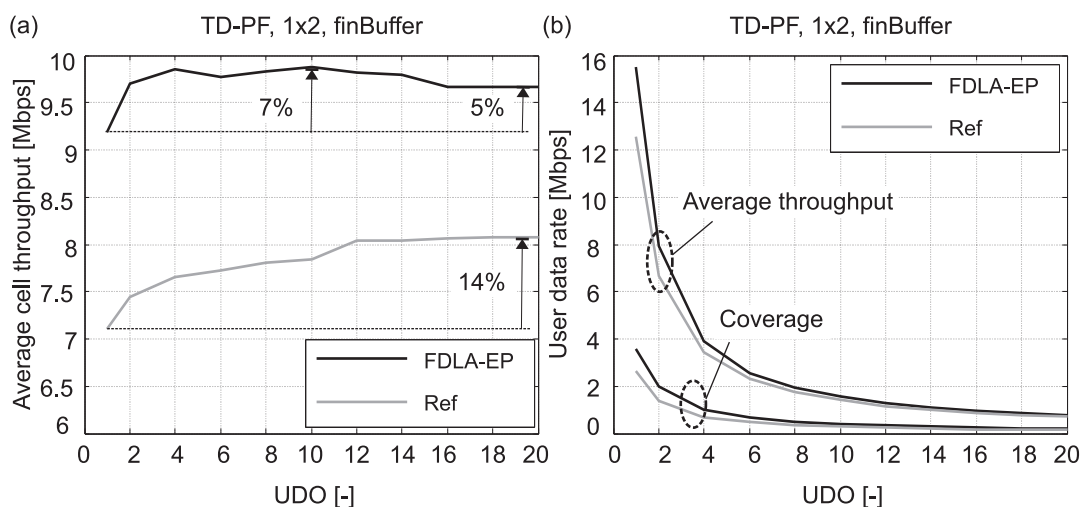 (a) TD-PF, 1x2, finBuffer
Average cell throughput [Mbps]
10
9.5
9
8.5
8
7.5
7
6.5
6
7%
5%
14%
FDLA-EP
Ref
0 2 4 6 8 10 12 14 16 18 20
UDO [-]
(b) TD-PF, 1x2, finBuffer
User data rate [Mbps]
16
14
12
10
8
6
4
2
0
FDLA-EP
Ref
Average throughput
Coverage
0 2 4 6 8 10 12 14 16 18 20
UDO [-]